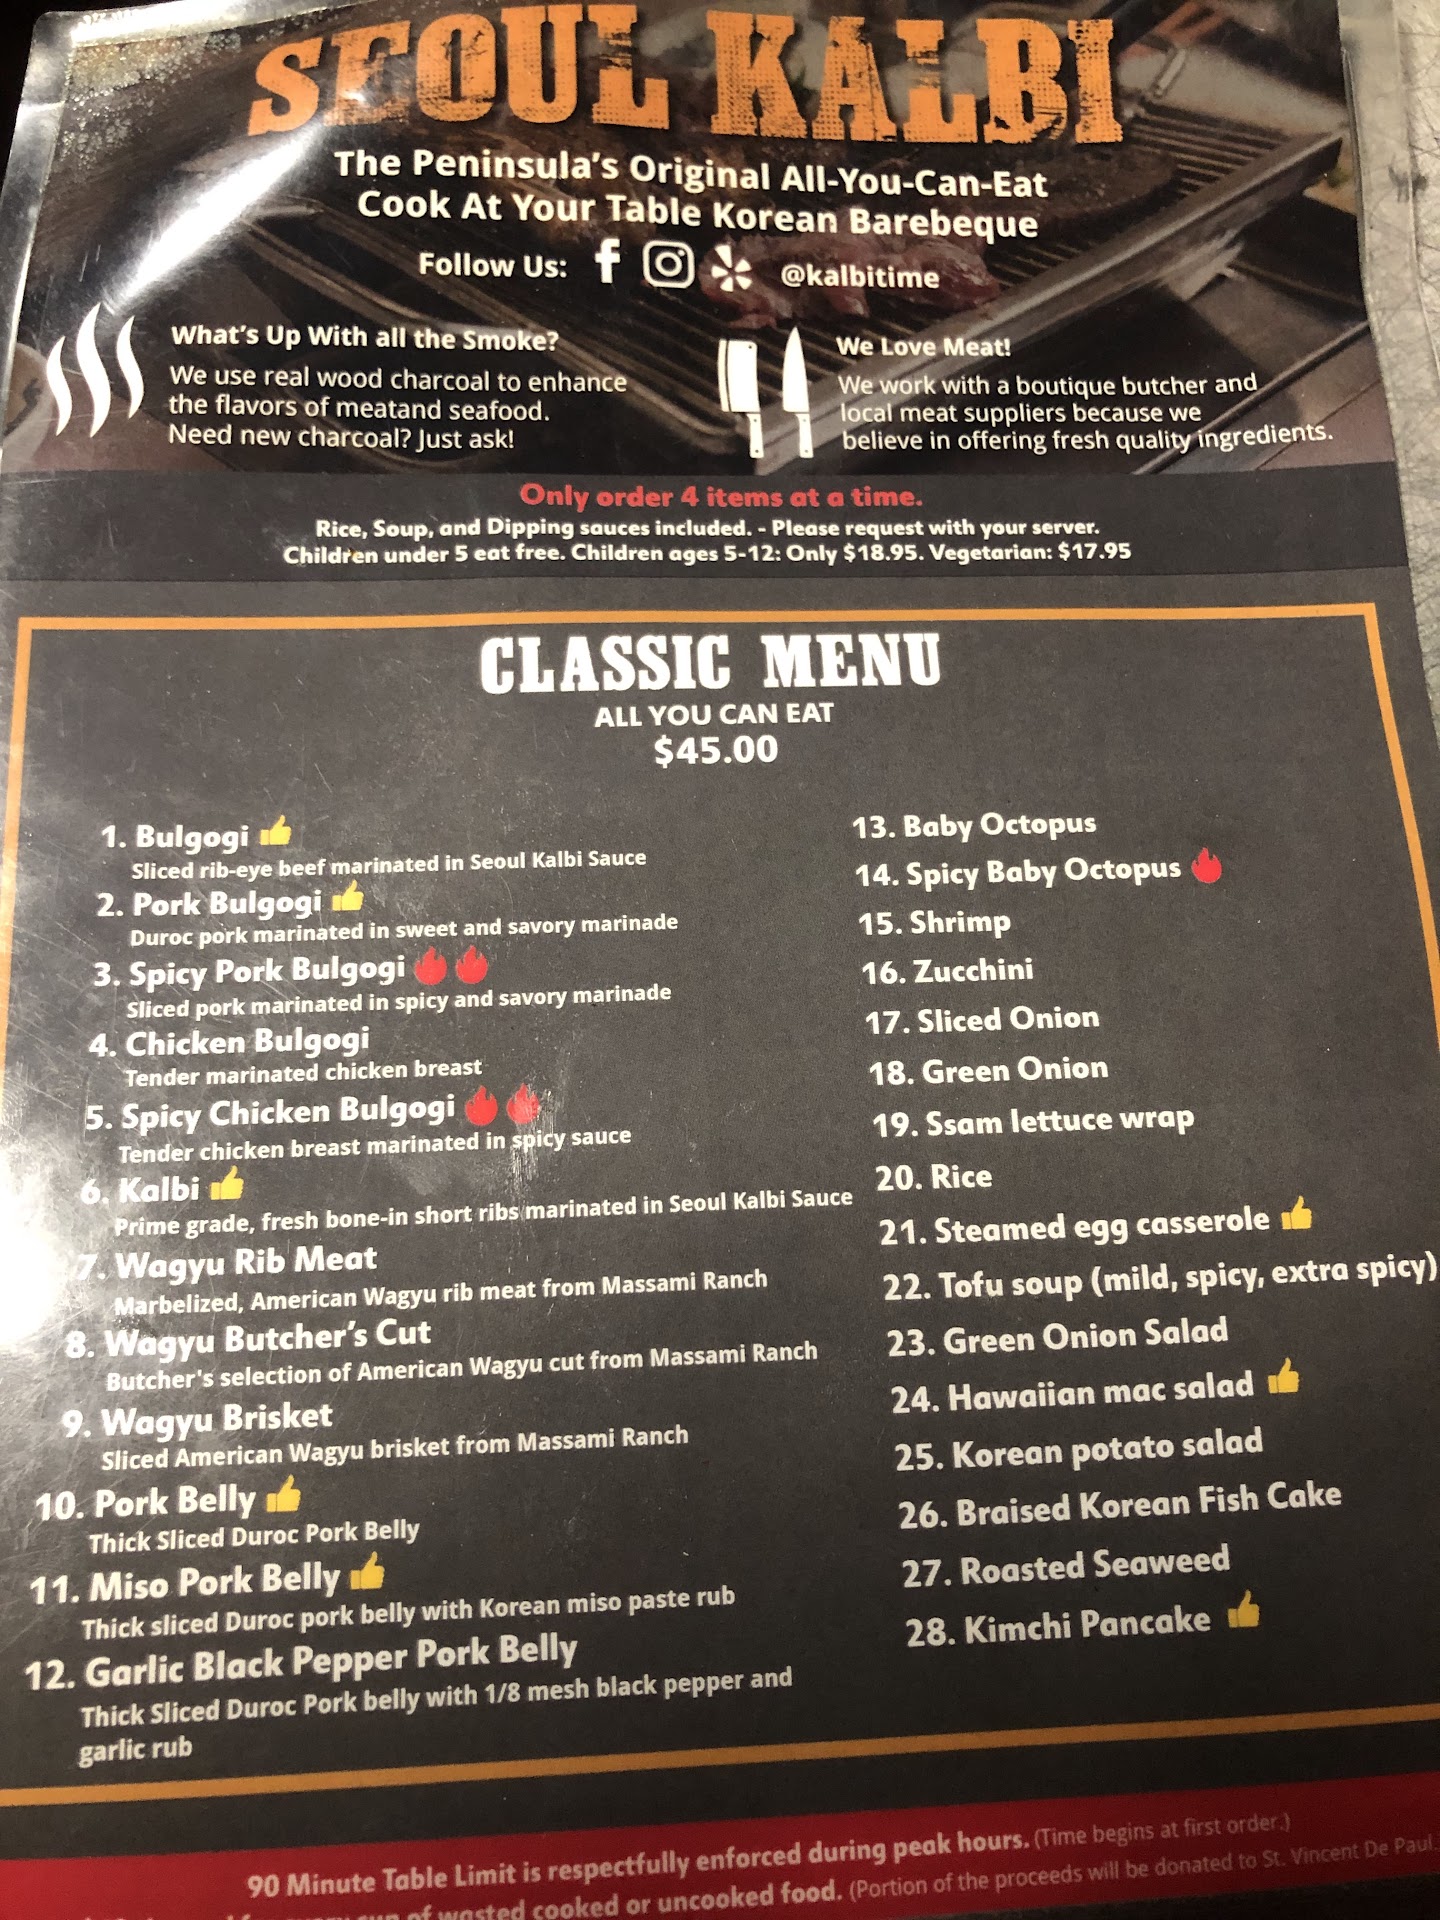 SEOUL KALBI
The Peninsula's Original All-You-Can-Eat
Cook At Your Table Korean Barebeque
Follow Us: @kalbitime
What's Up With all the Smoke?
We use real wood charcoal to enhance
the flavors of meatand seafood.
Need new charcoal? Just ask!
We Love Meat!
We work with a boutique butcher and
local meat suppliers because we
believe in offering fresh quality ingredients.
Only order 4 items at a time.
Rice, Soup, and Dipping sauces included. - Please request with your server.
Children under 5 eat free. Children ages 5-12: Only $18.95. Vegetarian: $17.95
CLASSIC MENU
ALL YOU CAN EAT
$45.00
1. Bulgogi
Sliced rib-eye beef marinated in Seoul Kalbi Sauce
2. Pork Bulgogi
Duroc pork marinated in sweet and savory marinade
3. Spicy Pork Bulgogi
Sliced pork marinated in spicy and savory marinade
4. Chicken Bulgogi
Tender marinated chicken breast
5. Spicy Chicken Bulgogi
Tender chicken breast marinated in spicy sauce
6. Kalbi
Prime grade, fresh bone-in short ribs marinated in Seoul Kalbi Sauce
7. Wagyu Rib Meat
Marbelized, American Wagyu rib meat from Massami Ranch
8. Wagyu Butcher's Cut
Butcher's selection of American Wagyu cut from Massami Ranch
9. Wagyu Brisket
Sliced American Wagyu brisket from Massami Ranch
10. Pork Belly
Thick Sliced Duroc Pork Belly
11. Miso Pork Belly
Thick sliced Duroc pork belly with Korean miso paste rub
12. Garlic Black Pepper Pork Belly
Thick Sliced Duroc Pork belly with 1/8 mesh black pepper and
garlic rub
13. Baby Octopus
14. Spicy Baby Octopus
15. Shrimp
16. Zucchini
17. Sliced Onion
18. Green Onion
19. Ssam lettuce wrap
20. Rice
21. Steamed egg casserole
22. Tofu soup (mild, spicy, extra spicy)
23. Green Onion Salad
24. Hawaiian mac salad
25. Korean potato salad
26. Braised Korean Fish Cake
27. Roasted Seaweed
28. Kimchi Pancake
90 Minute Table Limit is respectfully enforced during peak hours. (Time begins at first order.)
of wasted cooked or uncooked food. (Portion of the proceeds will be donated to St. Vincent De Paul.